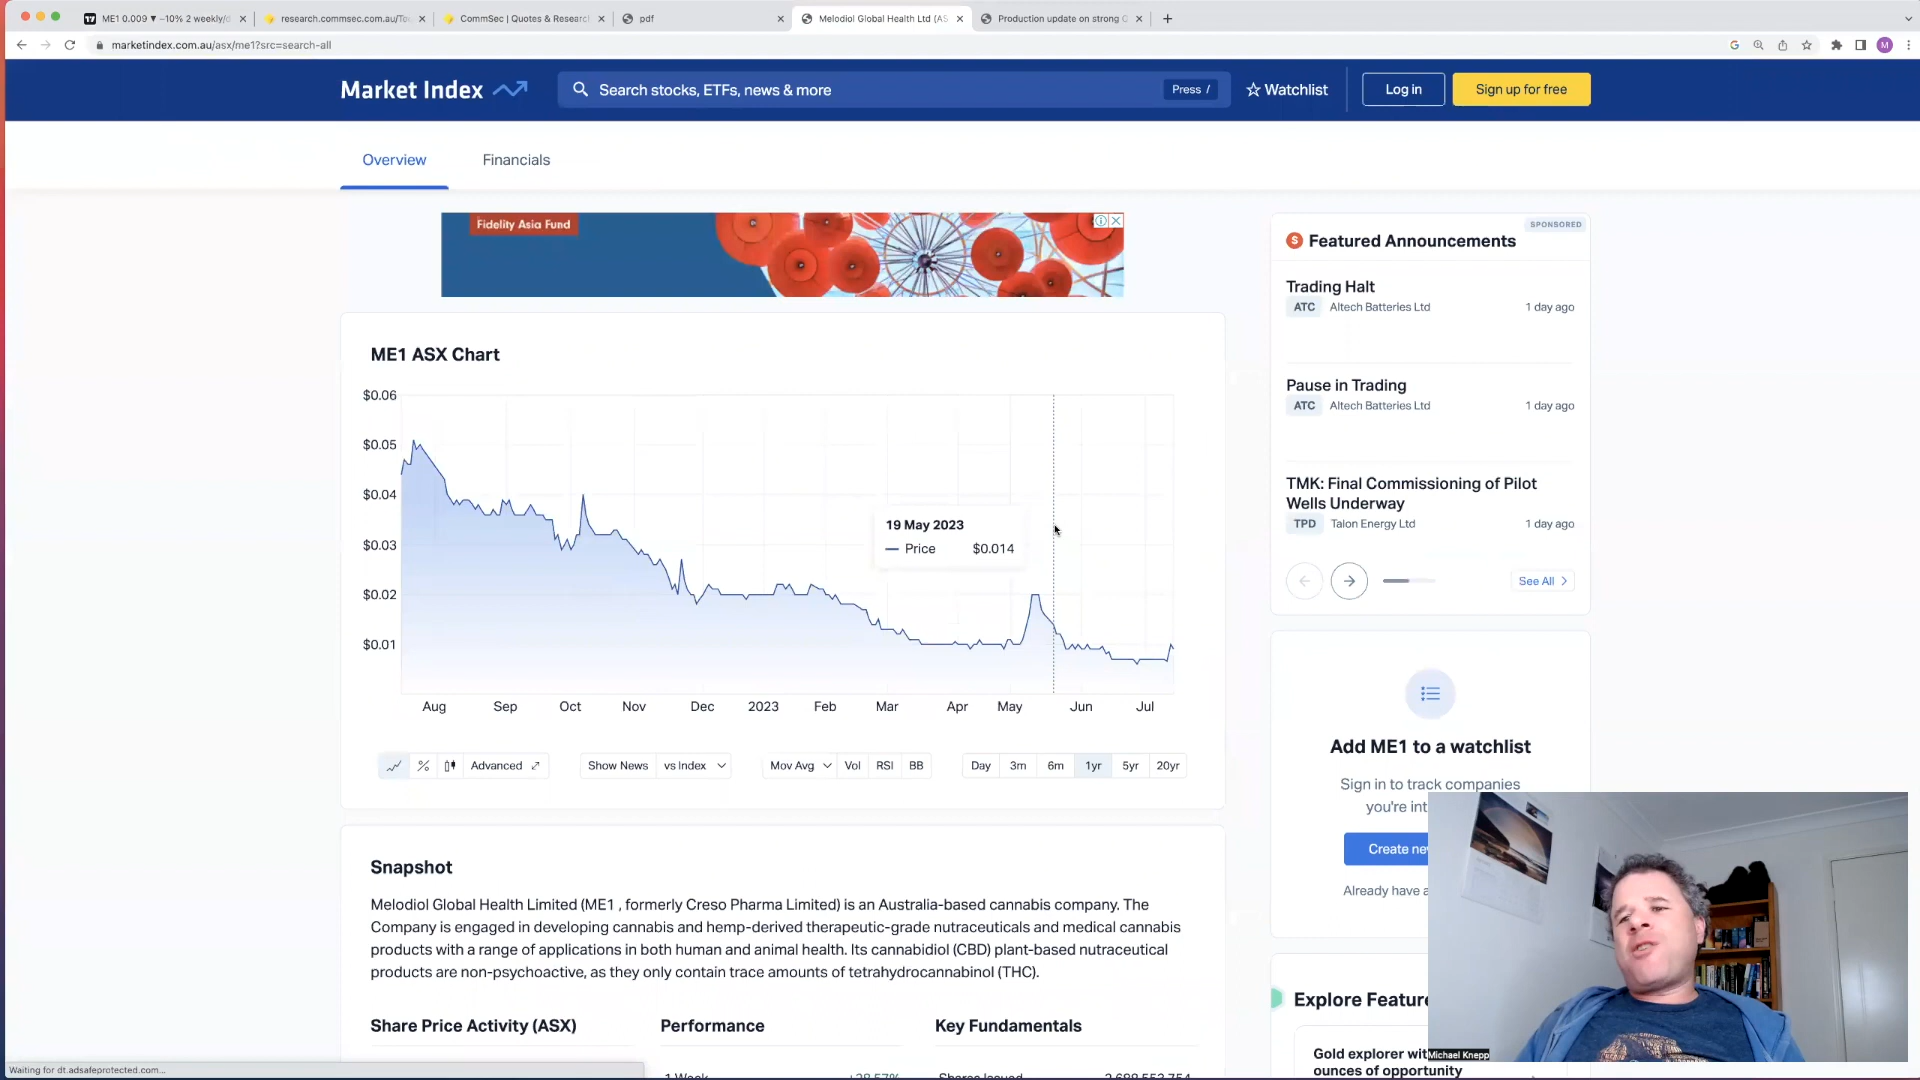 ME1 0.009 ▼ −10% 2 weekly/d
research.commsec.com.au/To
CommSec | Quotes & Researc
pdf
Melodiol Global Health Ltd (AS
Production update on strong
marketindex.com.au/asx/me1?src=search-all
M
Market Index
Search stocks, ETFs, news & more
Press /
Watchlist
Log in
Sign up for free
Overview
Financials
Fidelity Asia Fund
SPONSORED
Featured Announcements
Trading Halt
ATC Altech Batteries Ltd 1 day ago
Pause in Trading
ATC Altech Batteries Ltd 1 day ago
TMK: Final Commissioning of Pilot
Wells Underway
TPD Talon Energy Ltd 1 day ago
See All
ME1 ASX Chart
$0.06
$0.05
$0.04
$0.03
$0.02
$0.01
19 May 2023
Price $0.014
Aug Sep Oct Nov Dec 2023 Feb Mar Apr May Jun Jul
% Advanced Show News vs Index Mov Avg Vol RSI BB Day 3m 6m 1yr 5yr 20yr
Add ME1 to a watchlist
Sign in to track companies
you're int
Create ne
Already have a
Snapshot
Melodiol Global Health Limited (ME1 , formerly Creso Pharma Limited) is an Australia-based cannabis company. The
Company is engaged in developing cannabis and hemp-derived therapeutic-grade nutraceuticals and medical cannabis
products with a range of applications in both human and animal health. Its cannabidiol (CBD) plant-based nutraceutical
products are non-psychoactive, as they only contain trace amounts of tetrahydrocannabinol (THC).
Share Price Activity (ASX)
Performance
Key Fundamentals
1 Week +28.57%
Shares Issued 2,688,553,754
Explore Feature
Gold explorer wit
ounces of opportunity
Michael Knepp
Waiting for dt.adsafeprotected.com...